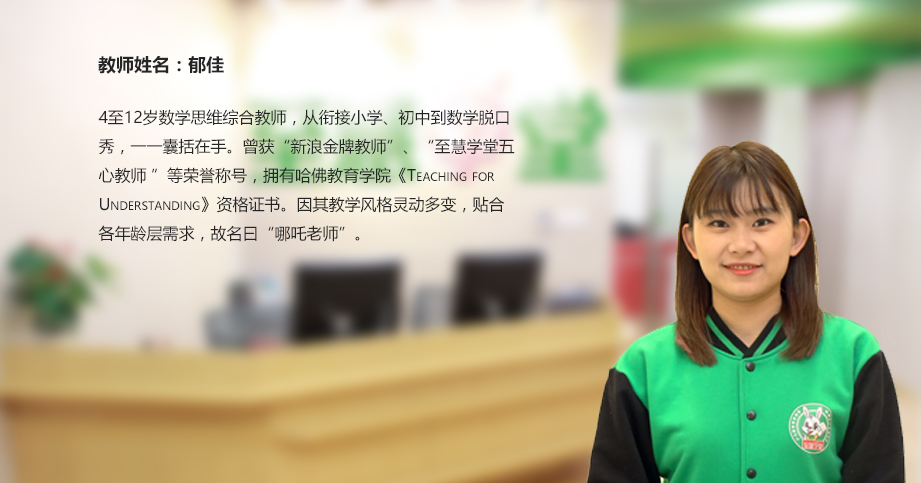 教师姓名：郁佳
4至12岁数学思维综合教师，从衔接小学、初中到数学脱口
秀，一一囊括在手。曾获“新浪金牌教师”、“至慧学堂五
心教师 ”等荣誉称号，拥有哈佛教育学院《Teaching for
Understanding》资格证书。因其教学风格灵动多变，贴合
各年龄层需求，故名曰“哪吒老师”。